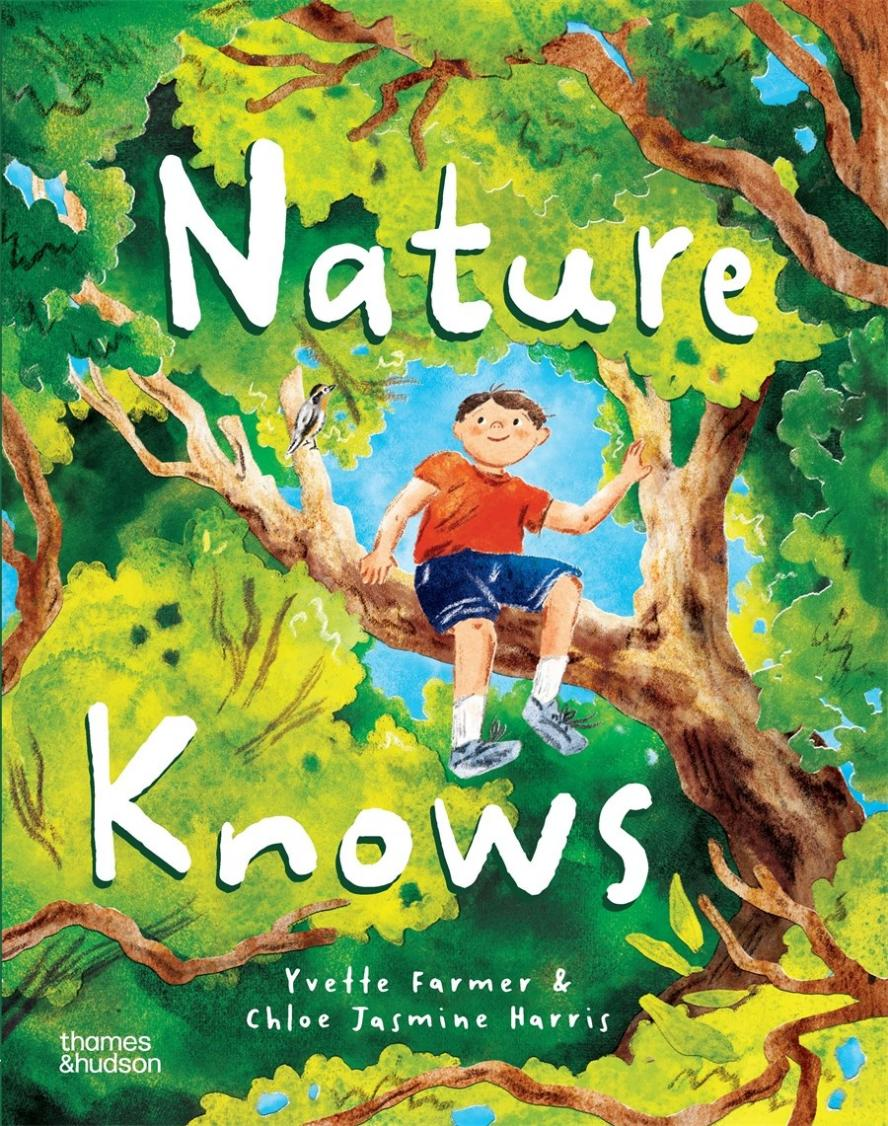 Nature
Knows
Yvette Farmer &
Chloe Jasmine Harris
thames
&hudson